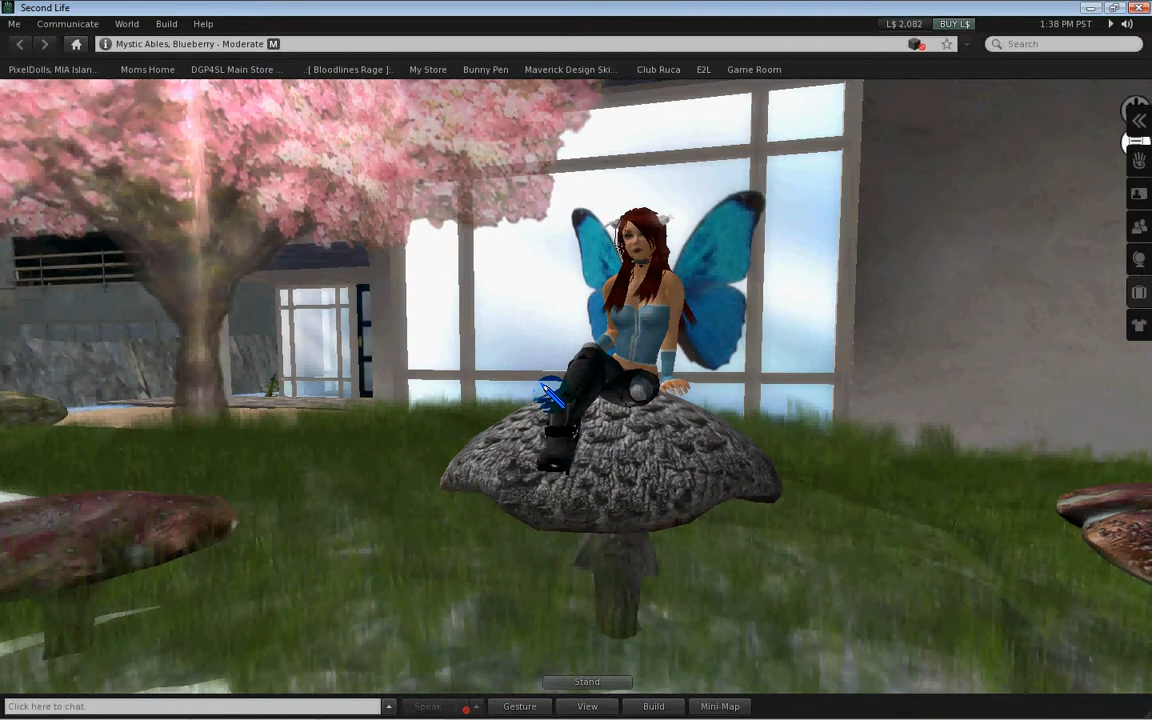 Second Life
Me Communicate World Build Help L$ 2,082 BUY L$ 1:38 PM PST
Mystic Ables, Blueberry - Moderate M Search
PixelDolls, MIA Islan... Moms Home DGP4SL Main Store ... .:[ Bloodlines Rage ]:. My Store Bunny Pen Maverick Design Ski... Club Ruca E2L Game Room
Stand
Click here to chat. Speak Gesture View Build Mini-Map